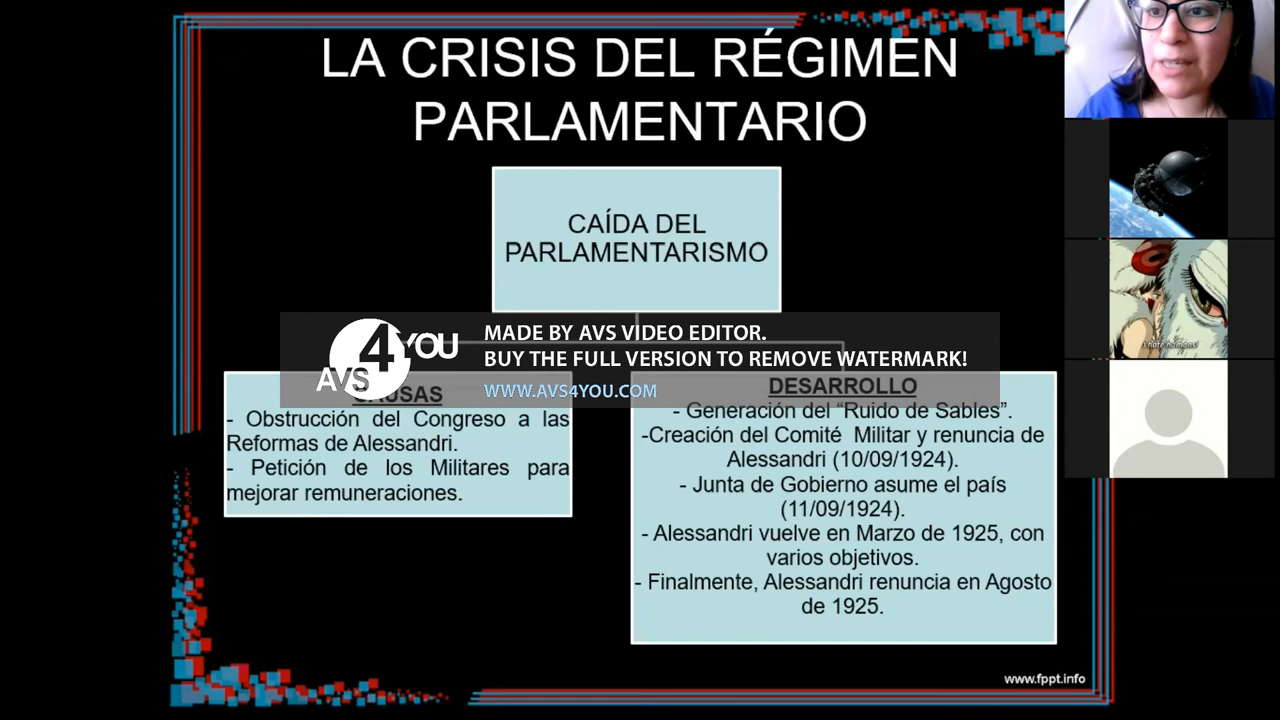 LA CRISIS DEL RÉGIMEN
PARLAMENTARIO
CAÍDA DEL
PARLAMENTARISMO
AVS4YOU
MADE BY AVS VIDEO EDITOR.
BUY THE FULL VERSION TO REMOVE WATERMARK!
WWW.AVS4YOU.COM
CAUSAS
- Obstrucción del Congreso a las
Reformas de Alessandri.
- Petición de los Militares para
mejorar remuneraciones.
DESARROLLO
- Generación del “Ruido de Sables”.
-Creación del Comité Militar y renuncia de
Alessandri (10/09/1924).
- Junta de Gobierno asume el país
(11/09/1924).
- Alessandri vuelve en Marzo de 1925, con
varios objetivos.
- Finalmente, Alessandri renuncia en Agosto
de 1925.
I hate humans!
www.fppt.info